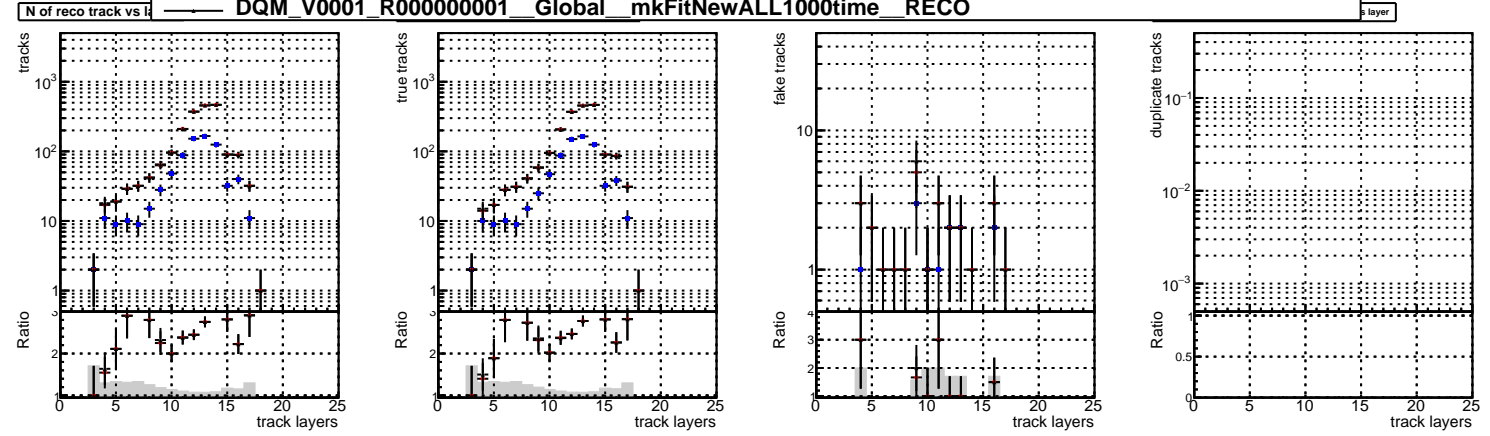 N of reco track vs la
DQM_V0001_R000000001__Global__mkFitNewALL1000time__RECO
s layer
tracks
10³
10²
10
1
Ratio
3
2
1
0 5 10 15 20 25
track layers
true tracks
10³
10²
10
1
Ratio
3
2
1
0 5 10 15 20 25
track layers
fake tracks
10
1
Ratio
4
3
2
1
0 5 10 15 20 25
track layers
duplicate tracks
10⁻¹
10⁻²
10⁻³
Ratio
1
0.5
0
0 5 10 15 20 25
track layers